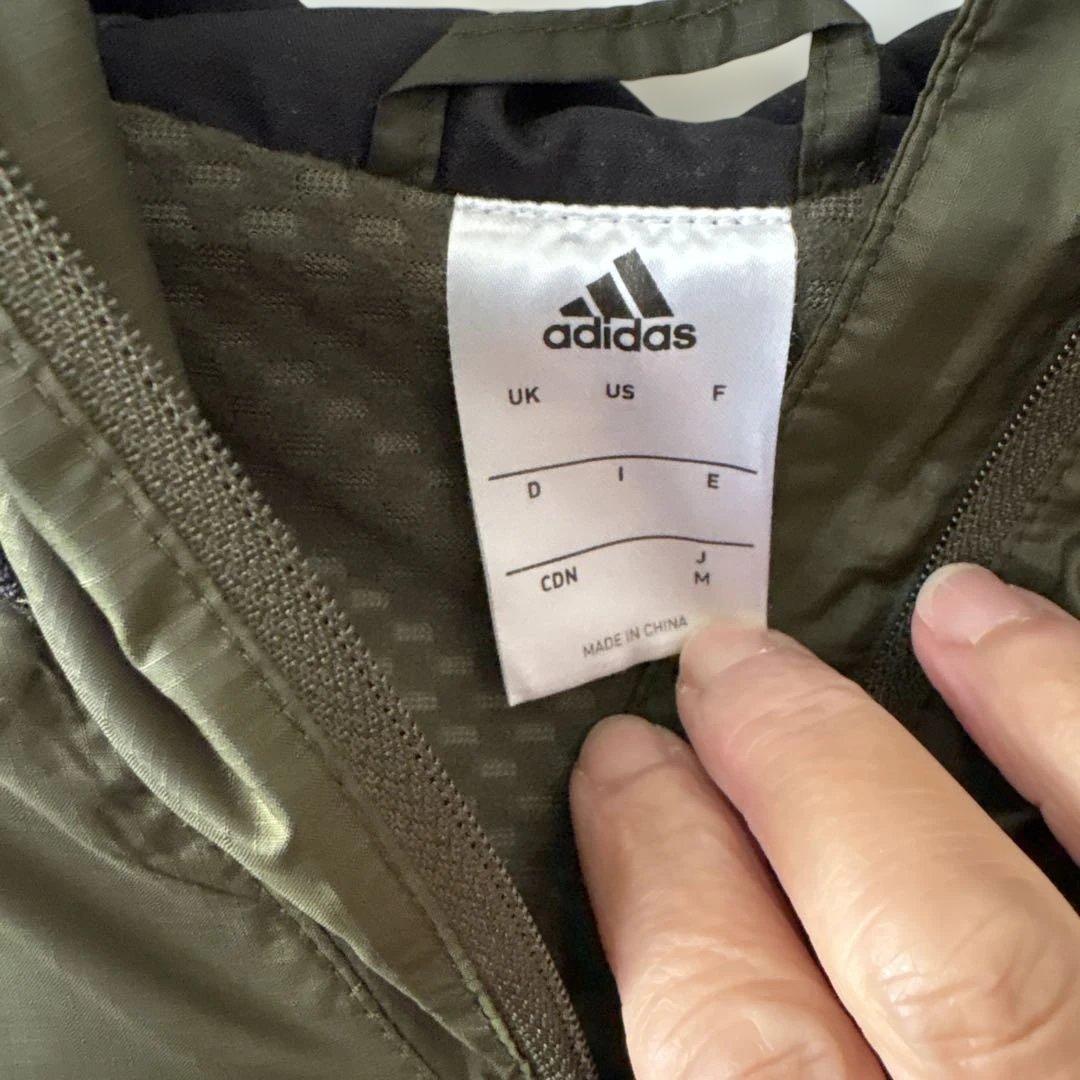 adidas
UK US F
D I E
CDN J
M
MADE IN CHINA